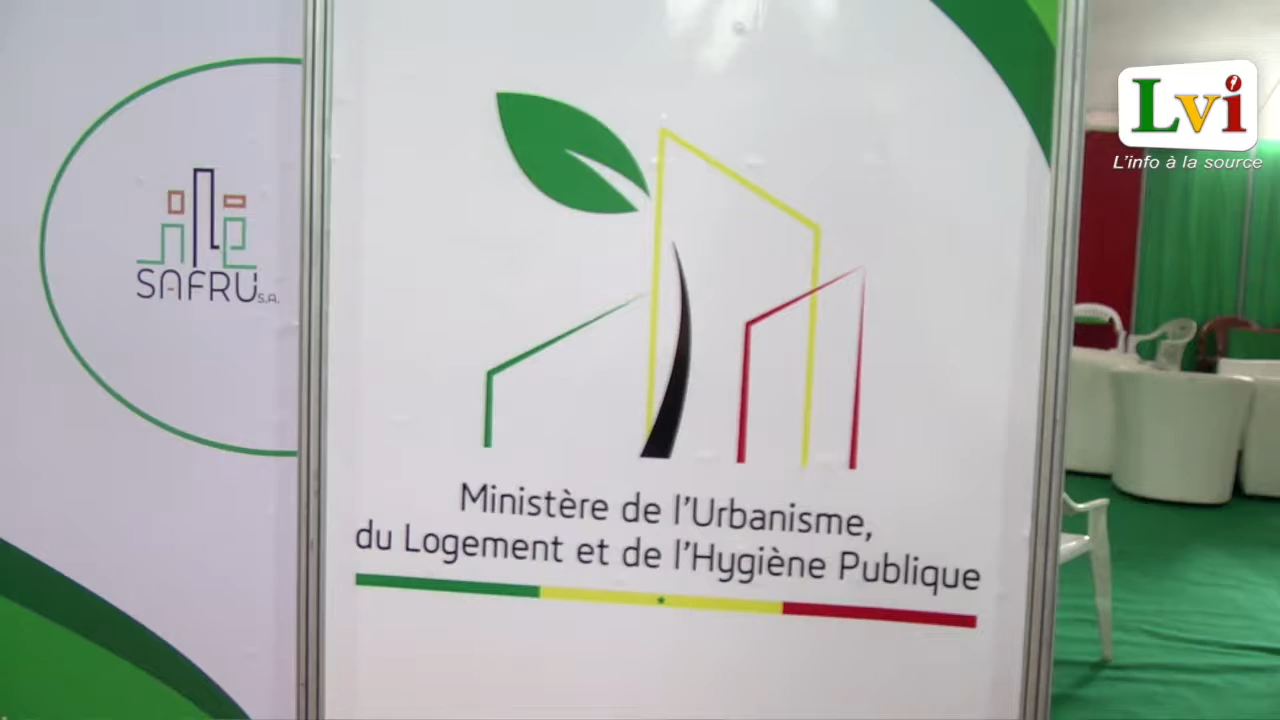 SAFRU S.A.
Ministère de l'Urbanisme,
du Logement et de l'Hygiène Publique
Lvi
L'info à la source